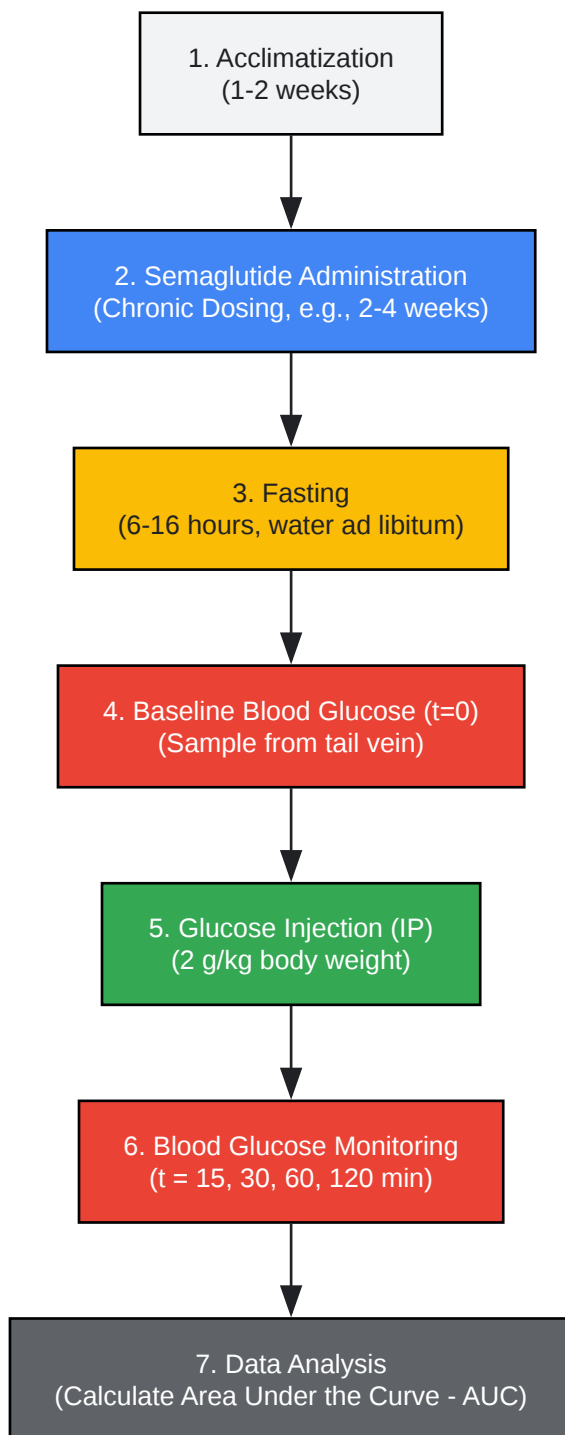 1. Acclimatization
(1-2 weeks)
2. Semaglutide Administration
(Chronic Dosing, e.g., 2-4 weeks)
3. Fasting
(6-16 hours, water ad libitum)
4. Baseline Blood Glucose (t=0)
(Sample from tail vein)
5. Glucose Injection (IP)
(2 g/kg body weight)
6. Blood Glucose Monitoring
(t = 15, 30, 60, 120 min)
7. Data Analysis
(Calculate Area Under the Curve - AUC)